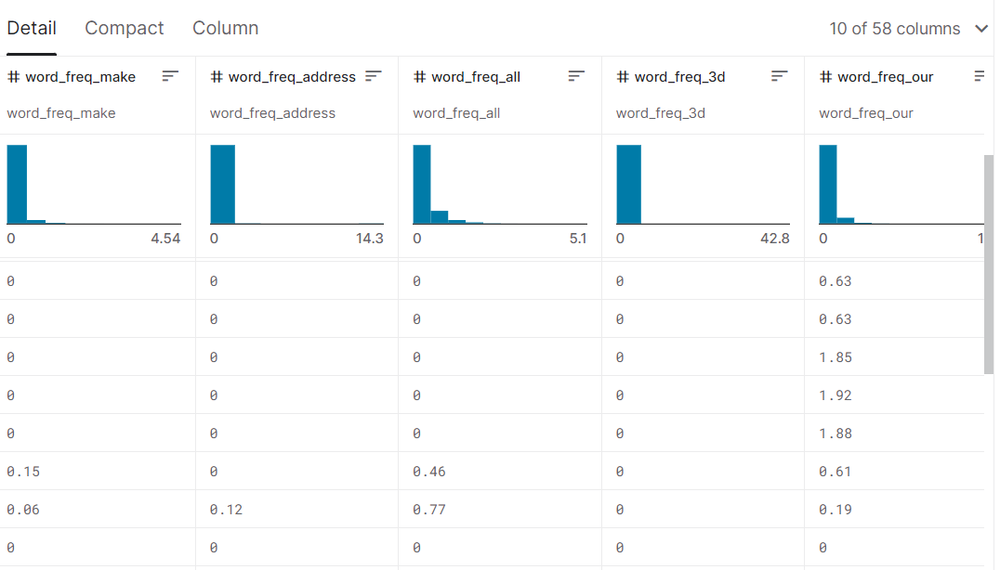 Detail Compact Column 10 of 58 columns
# word_freq_make # word_freq_address # word_freq_all # word_freq_3d # word_freq_our
word_freq_make word_freq_address word_freq_all word_freq_3d word_freq_our
0 4.54 0 14.3 0 5.1 0 42.8 0 1
0 0 0 0 0.63
0 0 0 0 0.63
0 0 0 0 1.85
0 0 0 0 1.92
0 0 0 0 1.88
0.15 0 0.46 0 0.61
0.06 0.12 0.77 0 0.19
0 0 0 0 0